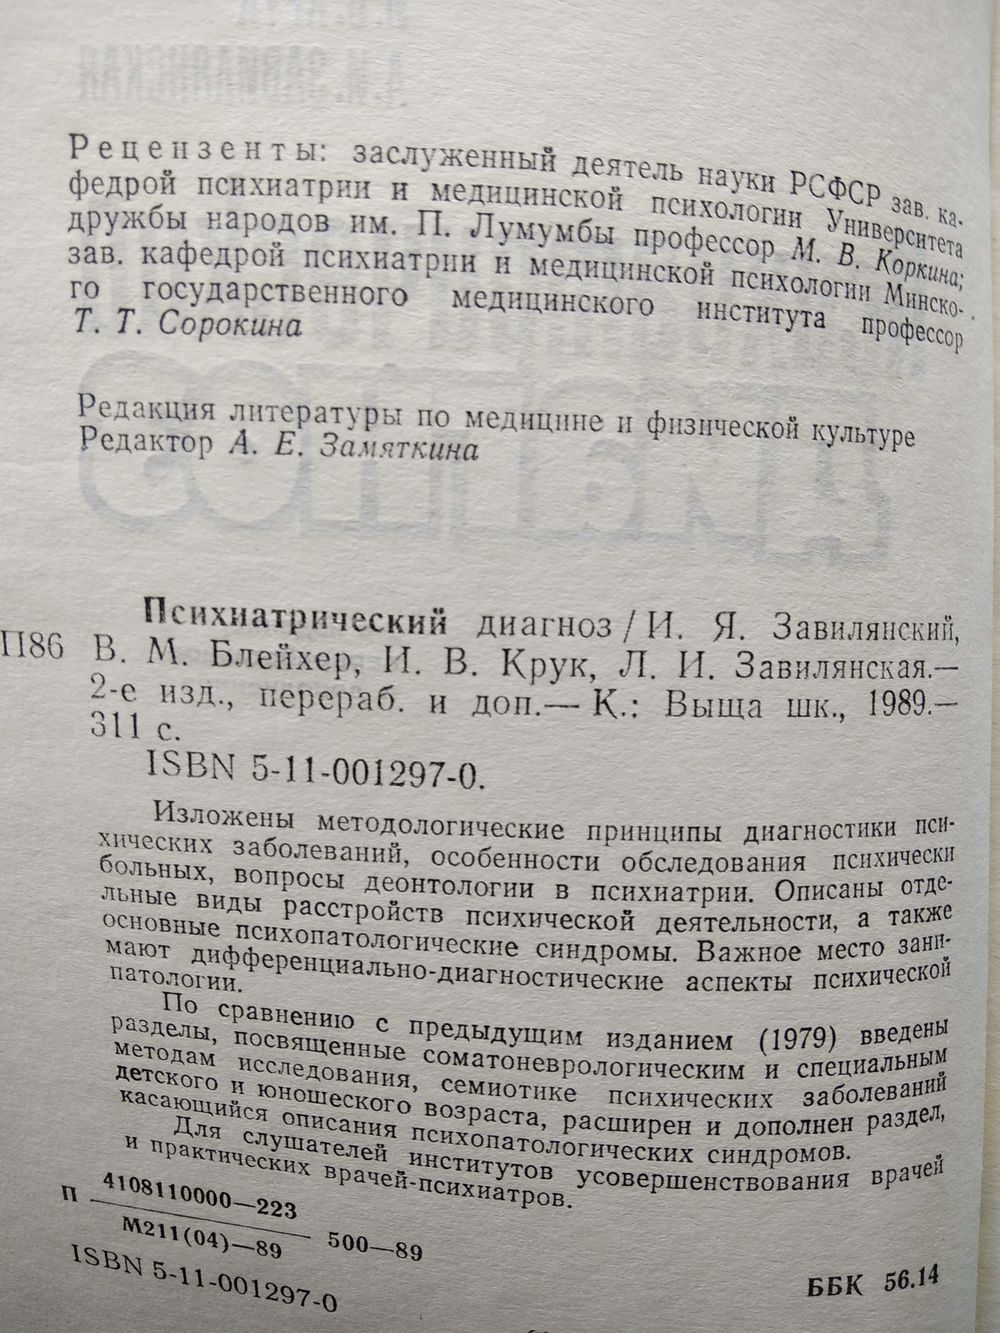 Рецензенты: заслуженный деятель науки РСФСР зав. ка-
федрой психиатрии и медицинской психологии Университета
дружбы народов им. П. Лумумбы профессор М. В. Коркина;
зав. кафедрой психиатрии и медицинской психологии Минско-
го государственного медицинского института профессор
Т. Т. Сорокина
Редакция литературы по медицине и физической культуре
Редактор А. Е. Замяткина
Психиатрический диагноз / И. Я. Завилянский,
П86 В. М. Блейхер, И. В. Крук, Л. И. Завилянская.—
2-е изд., перераб. и доп.— К.: Выща шк., 1989.—
311 с.
ISBN 5-11-001297-0.
Изложены методологические принципы диагностики пси-
хических заболеваний, особенности обследования психически
больных, вопросы деонтологии в психиатрии. Описаны отде-
льные виды расстройств психической деятельности, а также
основные психопатологические синдромы. Важное место зани-
мают дифференциально-диагностические аспекты психической
патологии.
По сравнению с предыдущим изданием (1979) введены
разделы, посвященные соматоневрологическим и специальным
методам исследования, семиотике психических заболеваний
детского и юношеского возраста, расширен и дополнен раздел,
касающийся описания психопатологических синдромов.
Для слушателей институтов усовершенствования врачей
и практических врачей-психиатров.
П 4108110000—223
М211(04)—89 500—89
ISBN 5-11-001297-0
ББК 56.14